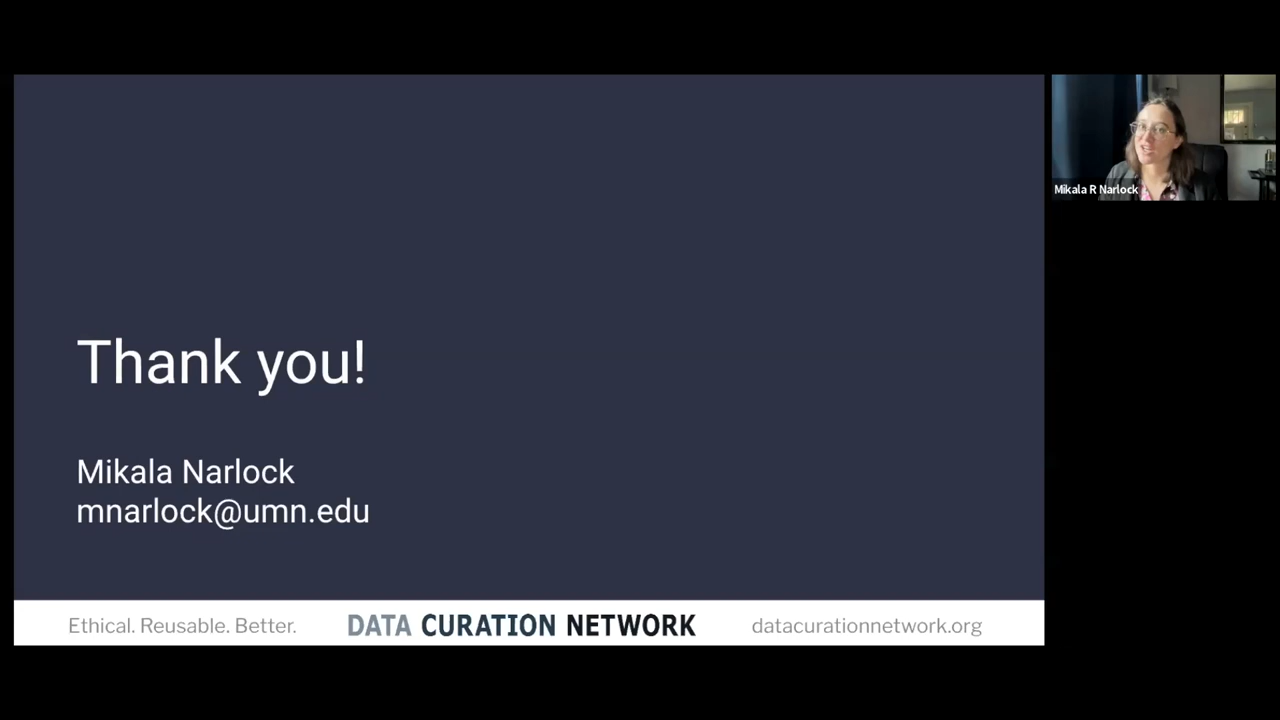 Thank you!
Mikala Narlock
mnarlock@umn.edu
Ethical. Reusable. Better.
DATA CURATION NETWORK
datacurationnetwork.org
Mikala R Narlock